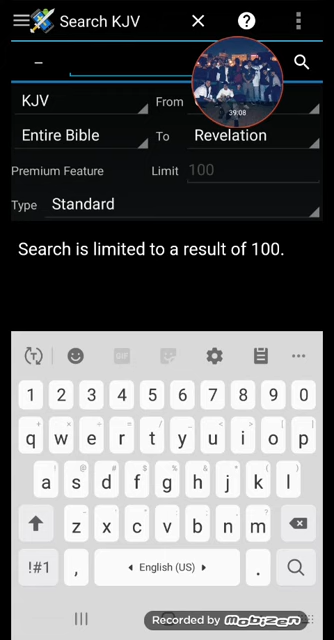 Search KJV
39:08
KJV From
Entire Bible To Revelation
Premium Feature Limit 100
Type Standard
Search is limited to a result of 100.
GIF
1 2 3 4 5 6 7 8 9 0
q w e r t y u i o p
a s d f g h j k l
z x c v b n m
!#1 , English (US) .
Recorded by mobizen